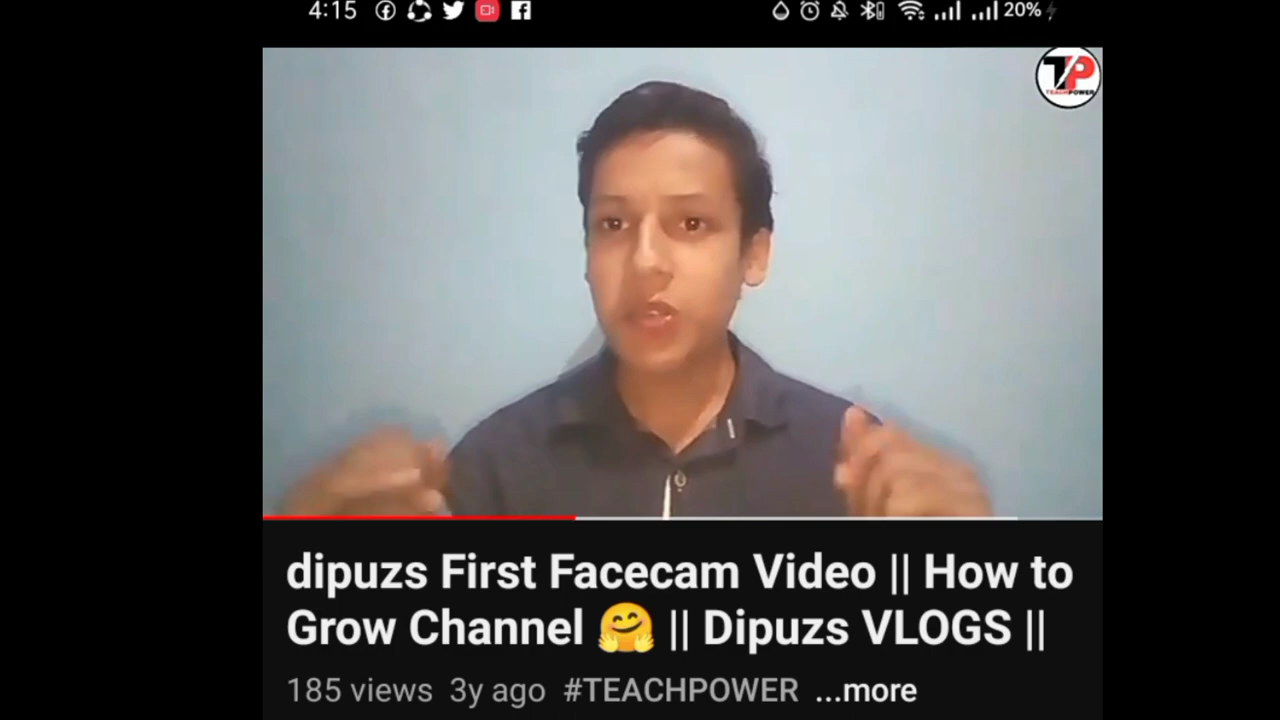 4:15 20%
TP
TEACHPOWER
dipuzs First Facecam Video || How to
Grow Channel 🤗 || Dipuzs VLOGS ||
185 views 3y ago #TEACHPOWER ...more